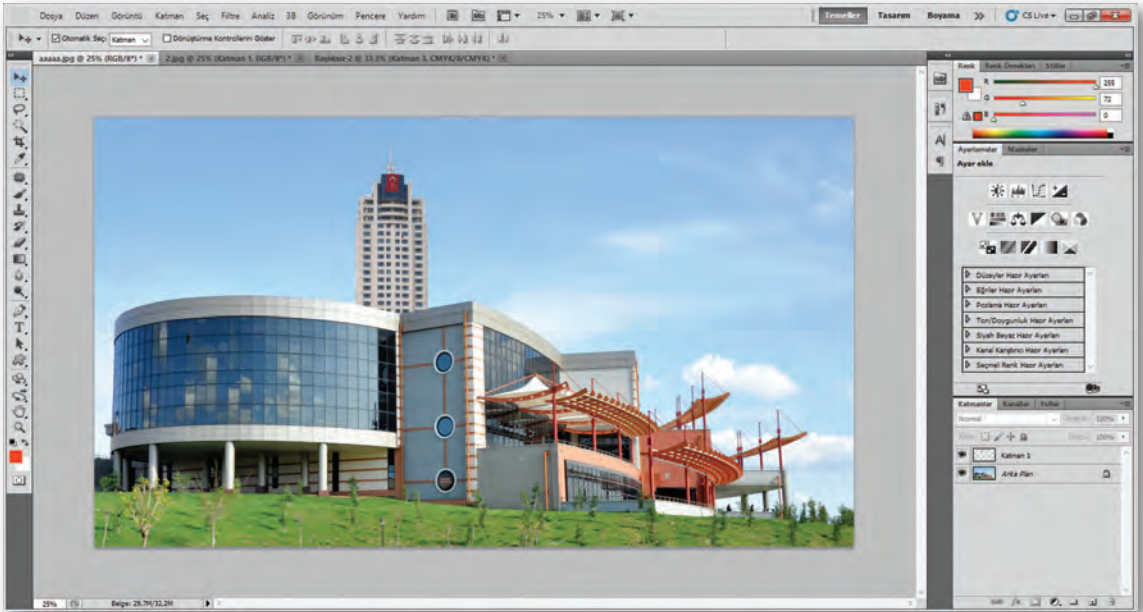 Dosya Düzen Görüntü Katman Seç Filtre Analiz 3B Görünüm Pencere Yardım 25% Temeller Tasarım Boyama CS Live
Otomatik Seç: Katman Dönüştürme Kontrollerini Göster
aaaaa.jpg @ 25% (RGB/8*) * 2.jpg @ 25% (Katman 1, RGB/8*) * Başlıksız-2 @ 33,3% (Katman 3, CMYK/8/CMYK) *
Renk Renk Örnekleri Stiller
R 255
G 72
B 0
Ayarlamalar Maskeler
Ayar ekle
Düzeyler Hazır Ayarları
Eğriler Hazır Ayarları
Pozlama Hazır Ayarları
Ton/Doygunluk Hazır Ayarları
Siyah Beyaz Hazır Ayarları
Kanal Karıştırıcı Hazır Ayarları
Seçmel Renk Hazır Ayarları
Katmanlar Kanallar Yollar
Normal 100%
100%
Katman 1
Arka Plan
25% Belge: 29,7M/32,2M